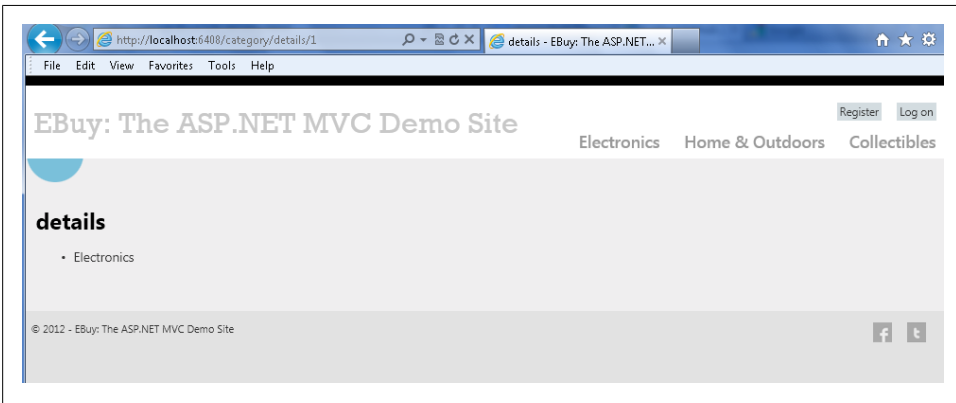 http://localhost:6408/category/details/1
details - EBuy: The ASP.NET...
File Edit View Favorites Tools Help
EBuy: The ASP.NET MVC Demo Site
Register Log on
Electronics Home & Outdoors Collectibles
details
• Electronics
© 2012 - EBuy: The ASP.NET MVC Demo Site
f t